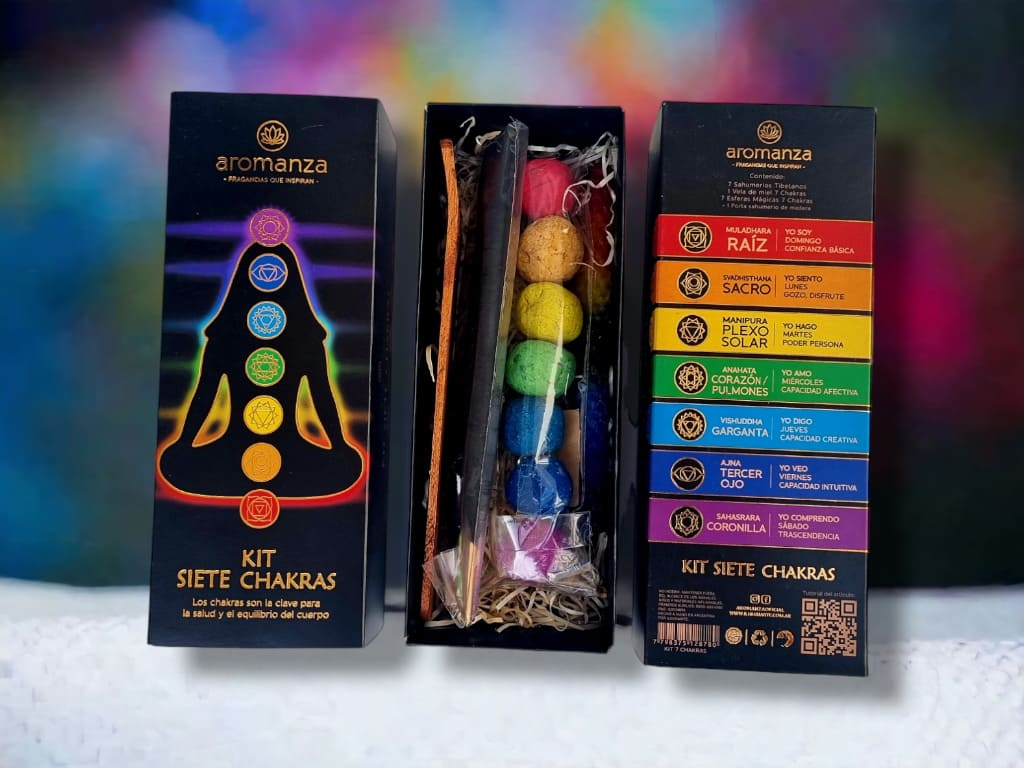 aromanza
- FRAGANCIAS QUE INSPIRAN -
KIT
SIETE CHAKRAS
Los chakras son la clave para
la salud y el equilibrio del cuerpo
aromanza
- FRAGANCIAS QUE INSPIRAN -
Contenido:
7 Sahumerios Tibetanos
1 Vela de miel 7 Chakras
7 Esferas Mágicas 7 Chakras
1 Porta sahumerio de madera
MULADHARA
RAÍZ
YO SOY
DOMINGO
CONFIANZA BÁSICA
SVADHISTHANA
SACRO
YO SIENTO
LUNES
GOZO, DISFRUTE
MANIPURA
PLEXO
SOLAR
YO HAGO
MARTES
PODER PERSONA
ANAHATA
CORAZÓN/
PULMONES
YO AMO
MIÉRCOLES
CAPACIDAD AFECTIVA
VISHUDDHA
GARGANTA
YO DIGO
JUEVES
CAPACIDAD CREATIVA
AJNA
TERCER
OJO
YO VEO
VIERNES
CAPACIDAD INTUITIVA
SAHASRARA
CORONILLA
YO COMPRENDO
SÁBADO
TRASCENDENCIA
KIT SIETE CHAKRAS
Tutorial del artículo:
AROMANZAOFICIAL
KIT 7 CHAKRAS